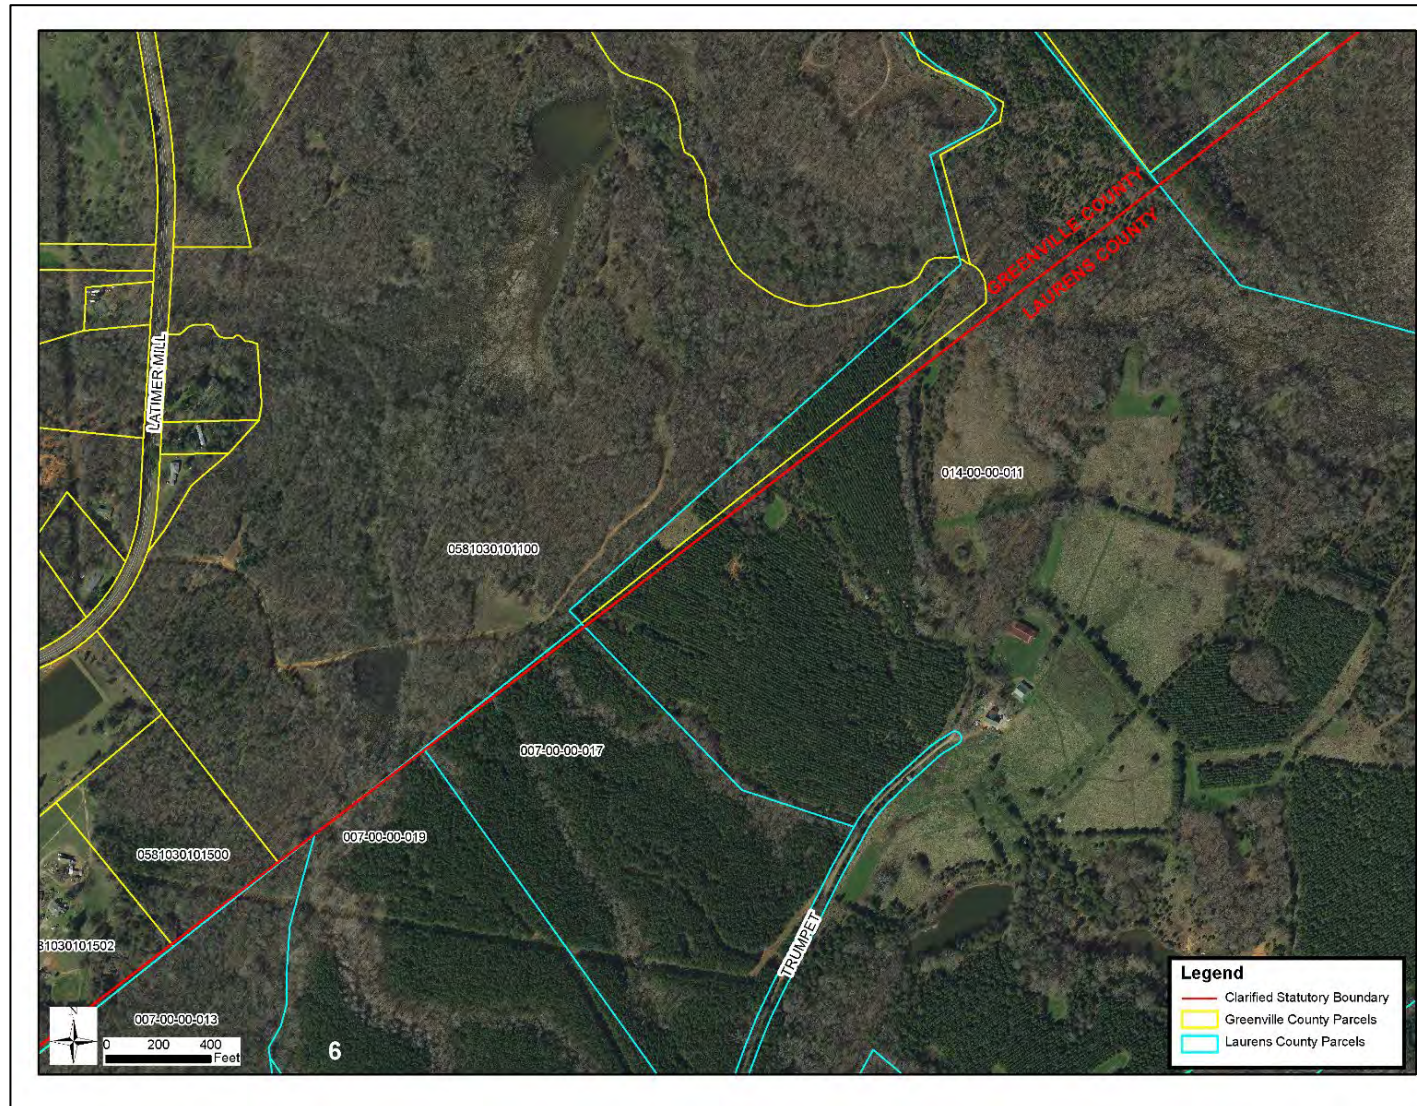 GREENVILLE COUNTY
LAURENS COUNTY
LATIMER MILL
014-00-00-011
0581030101100
007-00-00-017
007-00-00-019
0581030101500
81030101502
TRUMPET
007-00-00-013
N
0 200 400
Feet
6
Legend
Clarified Statutory Boundary
Greenville County Parcels
Laurens County Parcels